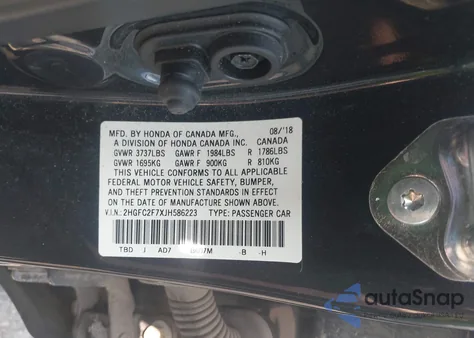 MFD. BY HONDA OF CANADA MFG., 08/'18
A DIVISION OF HONDA CANADA INC. CANADA
GVWR 3737LBS GAWR F 1984LBS R 1786LBS
GVWR 1695KG GAWR F 900KG R 810KG
THIS VEHICLE CONFORMS TO ALL APPLICABLE
FEDERAL MOTOR VEHICLE SAFETY, BUMPER,
AND THEFT PREVENTION STANDARDS IN EFFECT
ON THE DATE OF MANUFACTURE SHOWN ABOVE.
V.I.N.: 2HGFC2F7XJH586223 TYPE: PASSENGER CAR
TBD J AD7 -B -H
autaSnap